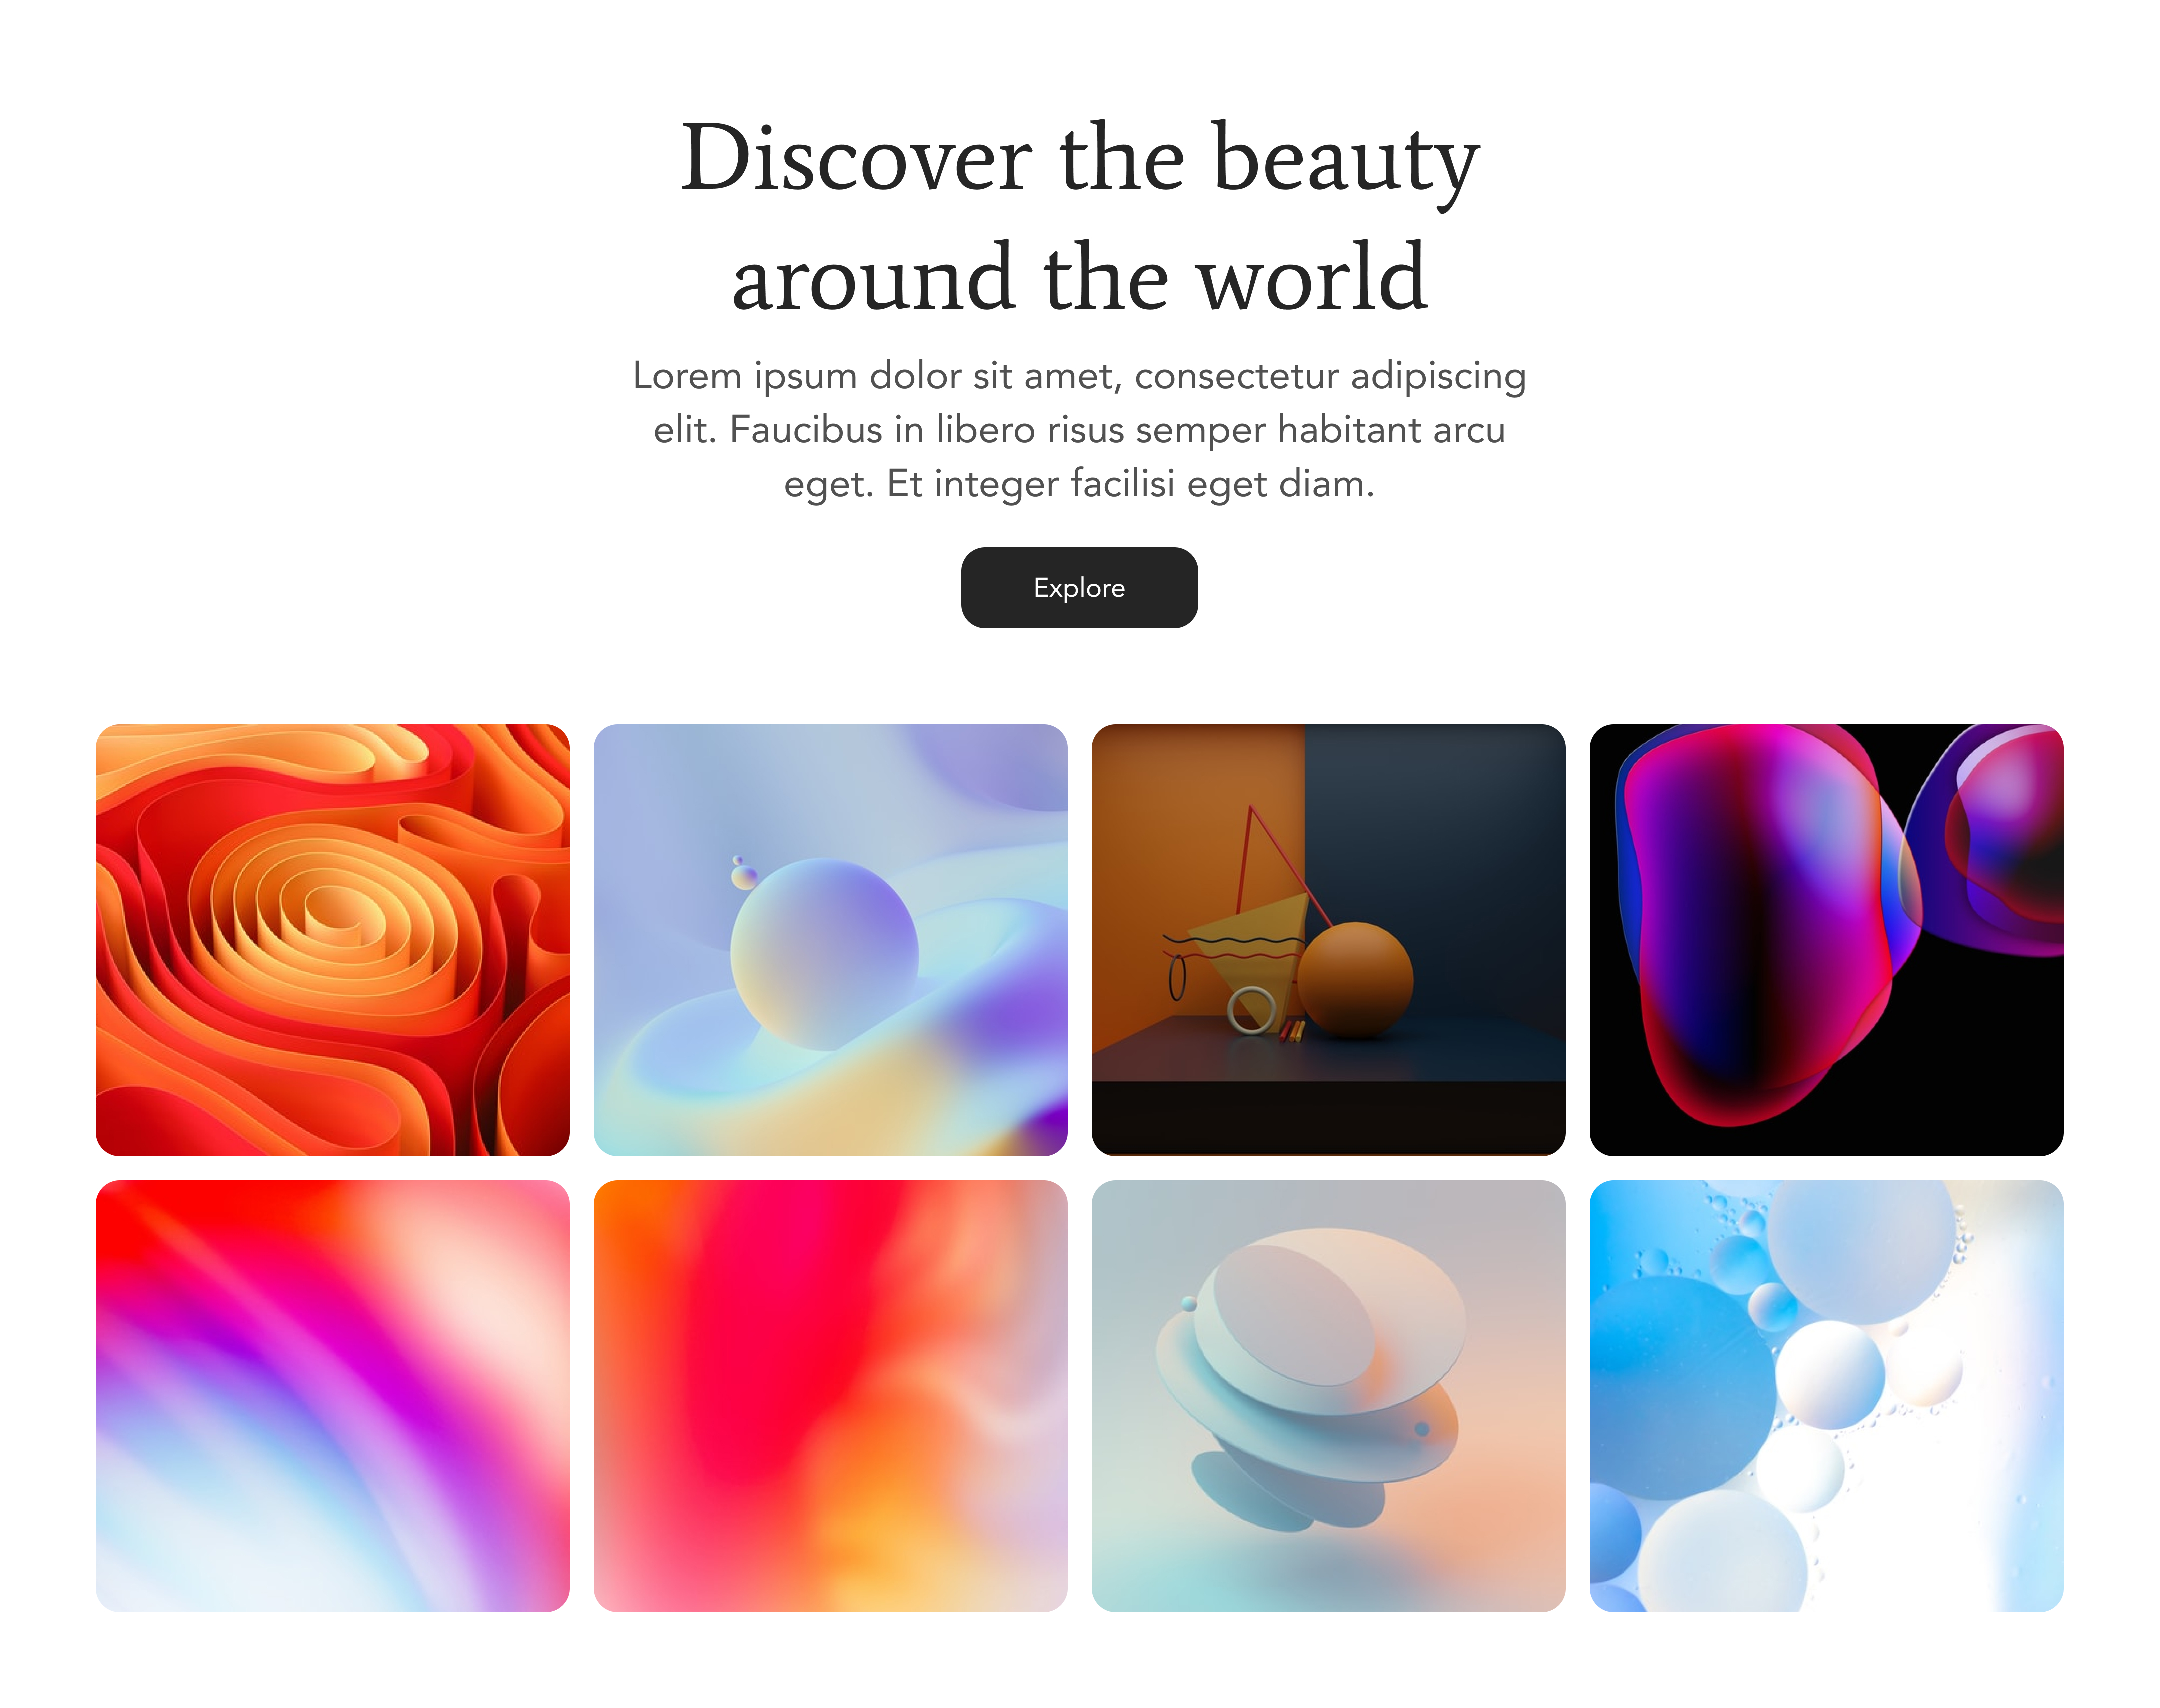 Discover the beauty
around the world
Lorem ipsum dolor sit amet, consectetur adipiscing
elit. Faucibus in libero risus semper habitant arcu
eget. Et integer facilisi eget diam.
Explore